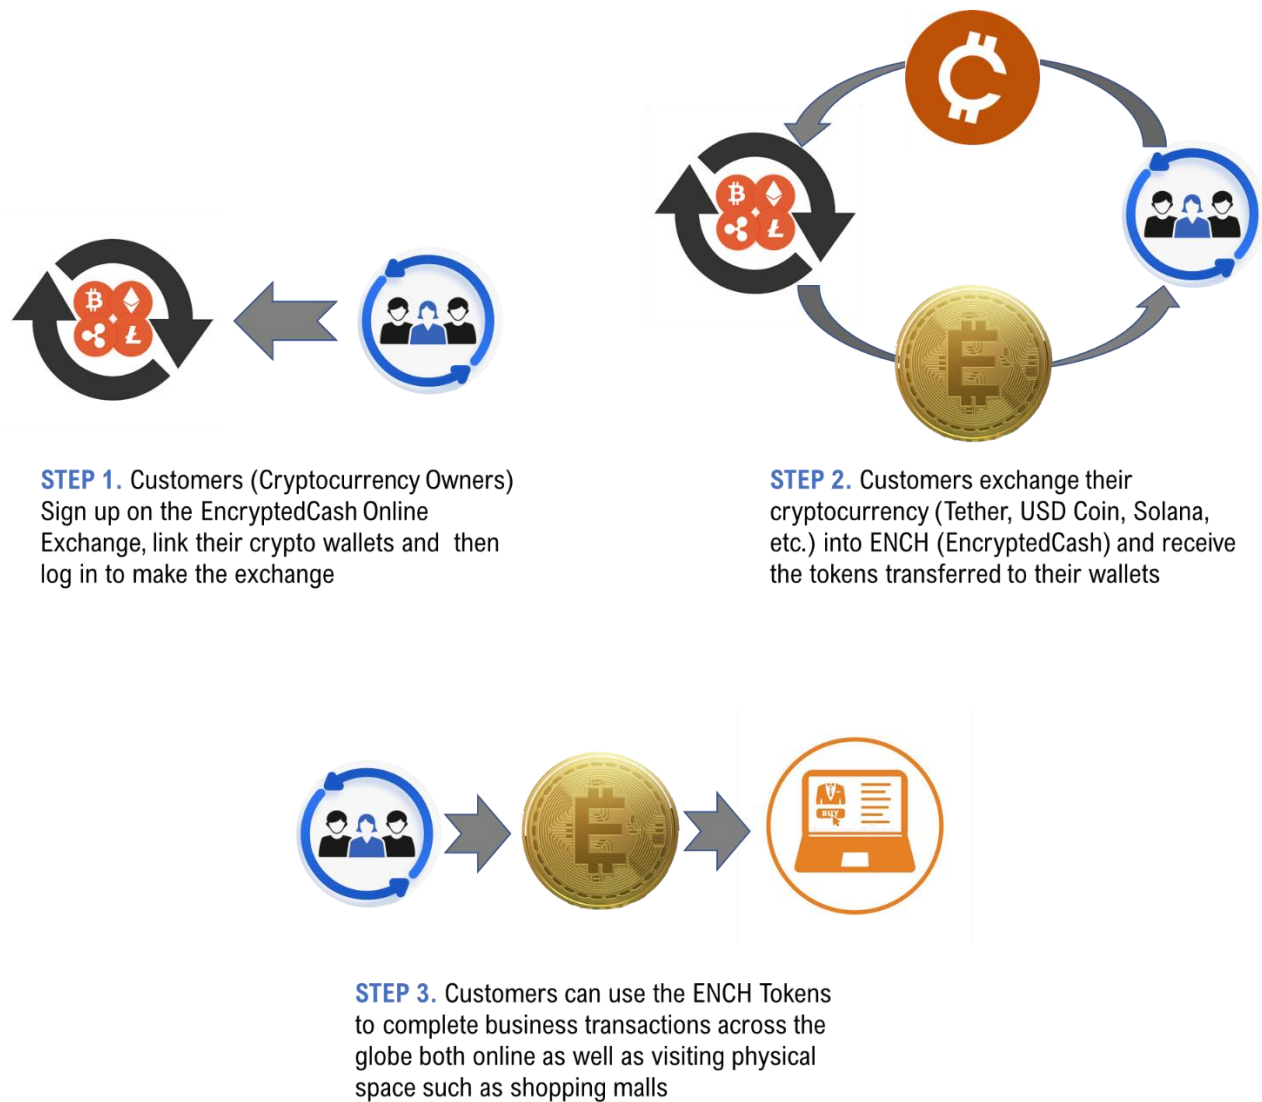 STEP 1. Customers (Cryptocurrency Owners)
Sign up on the EncryptedCash Online
Exchange, link their crypto wallets and then
log in to make the exchange
STEP 2. Customers exchange their
cryptocurrency (Tether, USD Coin, Solana,
etc.) into ENCH (EncryptedCash) and receive
the tokens transferred to their wallets
BUY
STEP 3. Customers can use the ENCH Tokens
to complete business transactions across the
globe both online as well as visiting physical
space such as shopping malls